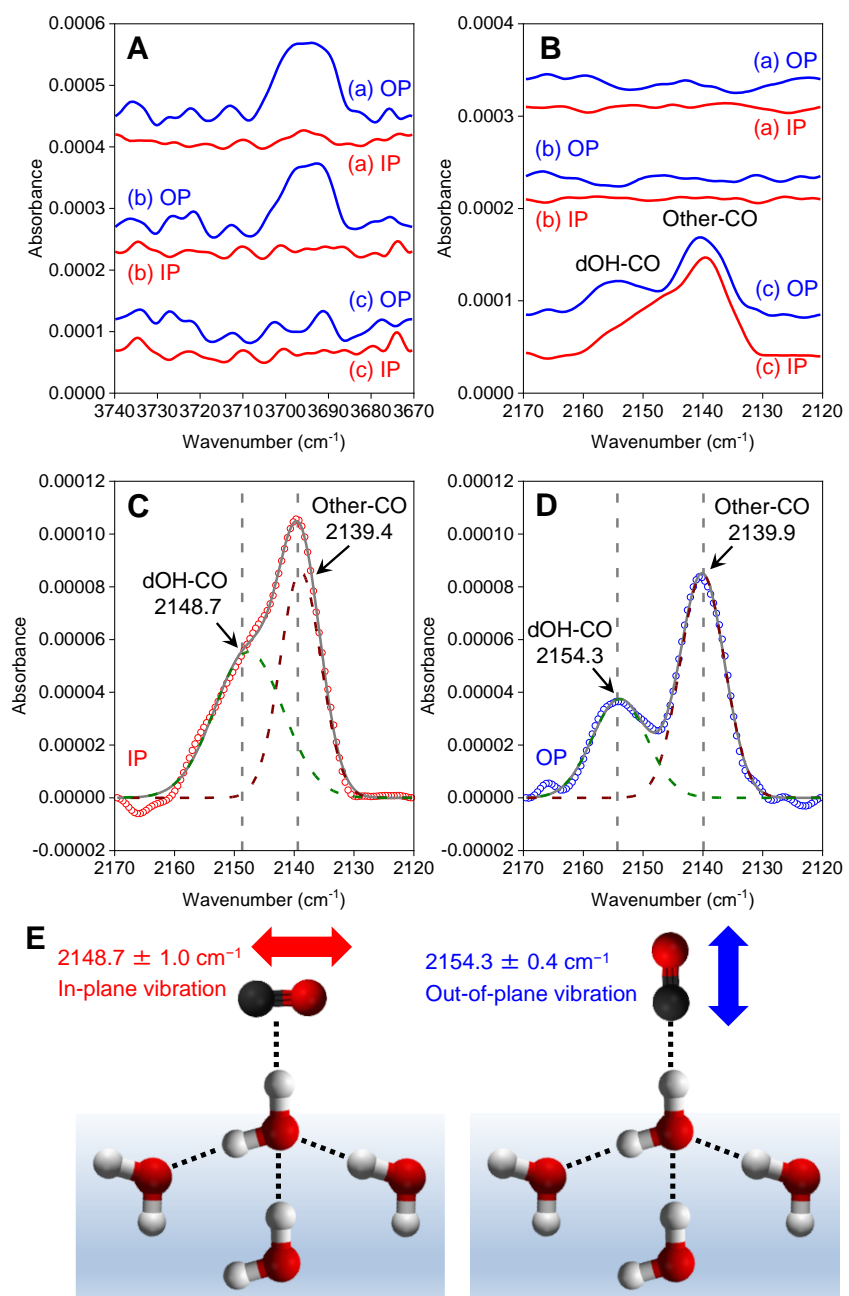 A
0.0006
0.0005
0.0004
0.0003
0.0002
0.0001
0.0000
Absorbance
(a) OP
(a) IP
(b) OP
(b) IP
(c) OP
(c) IP
3740 3730 3720 3710 3700 3690 3680 3670
Wavenumber (cm⁻¹)
B
0.0004
0.0003
0.0002
0.0001
0.0000
Absorbance
(a) OP
(a) IP
(b) OP
(b) IP
Other-CO
dOH-CO
(c) OP
(c) IP
2170 2160 2150 2140 2130 2120
Wavenumber (cm⁻¹)
C
0.00012
0.00010
0.00008
0.00006
0.00004
0.00002
0.00000
-0.00002
Absorbance
Other-CO
2139.4
dOH-CO
2148.7
IP
2170 2160 2150 2140 2130 2120
Wavenumber (cm⁻¹)
D
0.00012
0.00010
0.00008
0.00006
0.00004
0.00002
0.00000
-0.00002
Absorbance
Other-CO
2139.9
dOH-CO
2154.3
OP
2170 2160 2150 2140 2130 2120
Wavenumber (cm⁻¹)
E
2148.7 ± 1.0 cm⁻¹
In-plane vibration
2154.3 ± 0.4 cm⁻¹
Out-of-plane vibration